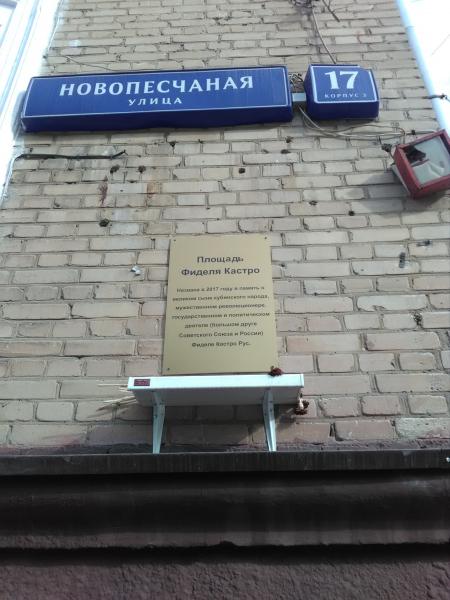 НОВОПЕСЧАНАЯ
УЛИЦА
17
КОРПУС 3
Площадь
Фиделя Кастро
Названа в 2017 году в память о
великом сыне кубинского народа,
мужественном революционере,
государственном и политическом
деятеле (большом друге
Советского Союза и России)
Фиделе Кастро Рус.